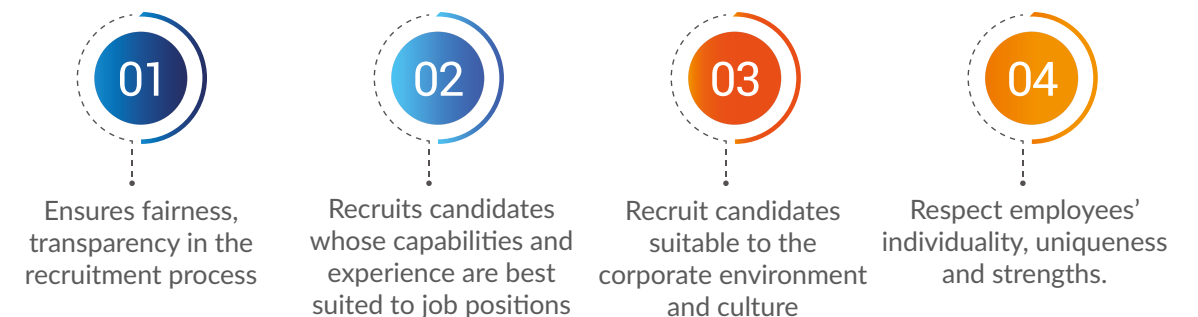 01
Ensures fairness,
transparency in the
recruitment process
02
Recruits candidates
whose capabilities and
experience are best
suited to job positions
03
Recruit candidates
suitable to the
corporate environment
and culture
04
Respect employees’
individuality, uniqueness
and strengths.